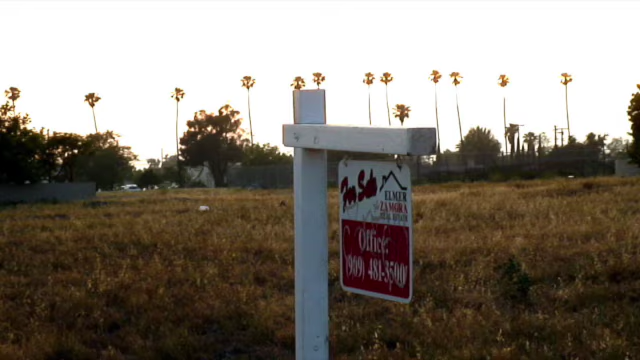 For Sale
ELMER
ZAMORA
REAL ESTATE
Office:
(909) 481-3500